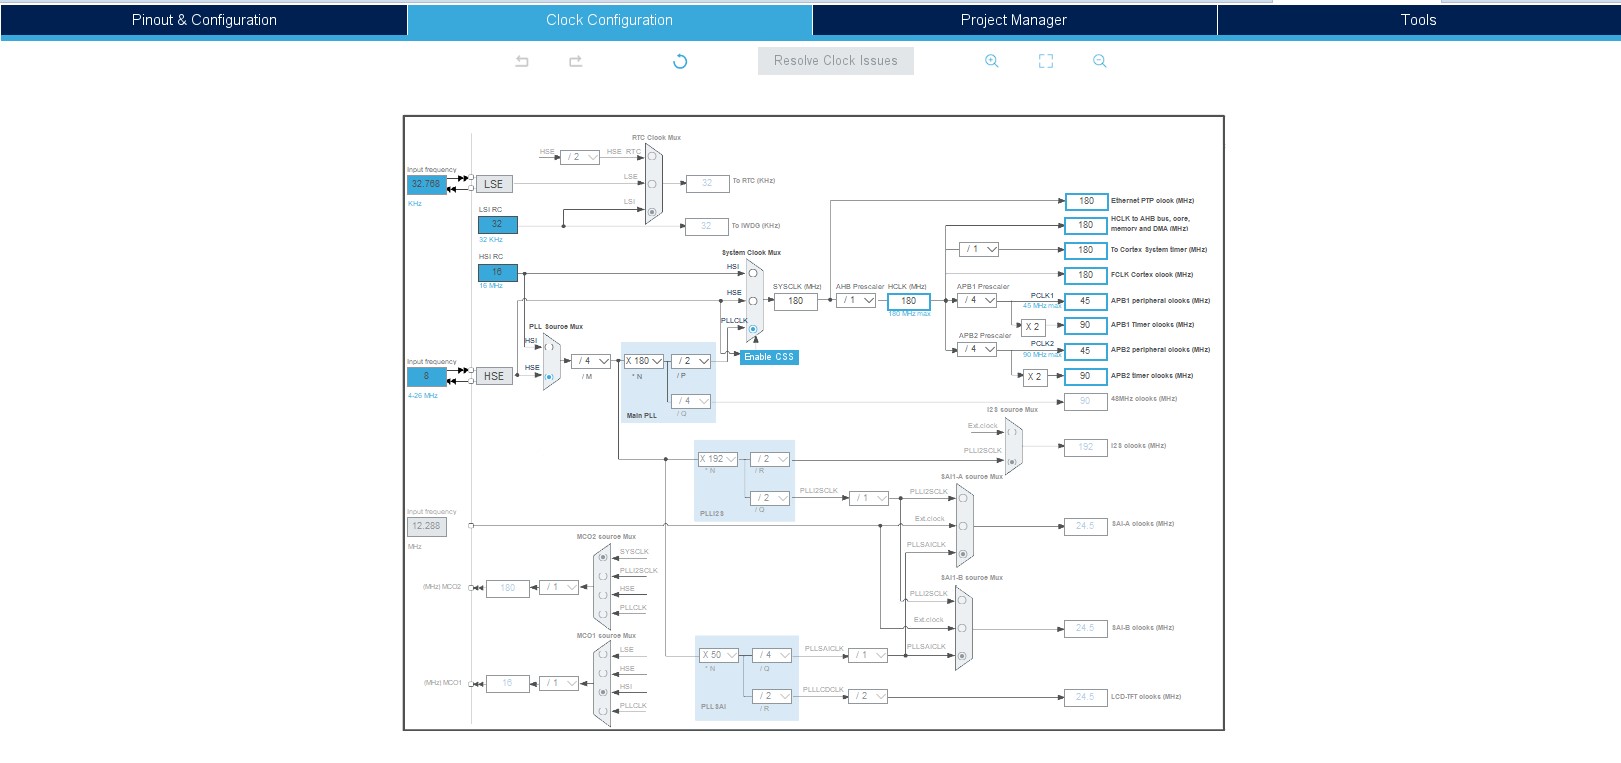 Pinout & Configuration
Clock Configuration
Project Manager
Tools
Resolve Clock Issues
RTC Clock Mux
HSE
/ 2
HSE_RTC
Input frequency
32.768
LSE
LSE
32
To RTC (KHz)
KHz
LSI RC
LSI
32
32
To IWDG (KHz)
32 KHz
180
Ethernet PTP clock (MHz)
180
HCLK to AHB bus, core,
memory and DMA (MHz)
/ 1
180
To Cortex System timer (MHz)
HSI RC
System Clock Mux
16
HSI
180
FCLK Cortex clock (MHz)
16 MHz
HSE
SYSCLK (MHz)
AHB Prescaler
HCLK (MHz)
APB1 Prescaler
PCLK1
180
/ 1
180
/ 4
45
APB1 peripheral clocks (MHz)
180 MHz max
45 MHz max
PLLCLK
X 2
90
APB1 Timer clocks (MHz)
PLL Source Mux
HSI
APB2 Prescaler
PCLK2
/ 4
45
APB2 peripheral clocks (MHz)
90 MHz max
Enable CSS
Input frequency
8
HSE
HSE
/ 4
X 180
/ 2
/ M
* N
/ P
X 2
90
APB2 timer clocks (MHz)
4-26 MHz
/ 4
90
48MHz clocks (MHz)
Main PLL
/ Q
I2S source Mux
Ext.clock
192
I2S clocks (MHz)
PLLI2SCLK
X 192
/ 2
* N
/ R
SAI1-A source Mux
/ 2
PLLI2SCLK
/ 1
PLLI2SCLK
PLLI2S
/ Q
Input frequency
12.288
Ext.clock
24.5
SAI-A clocks (MHz)
MHz
PLLSAICLK
MCO2 source Mux
SYSCLK
PLLI2SCLK
SAI1-B source Mux
(MHz) MCO2
180
/ 1
HSE
PLLI2SCLK
PLLCLK
Ext.clock
24.5
SAI-B clocks (MHz)
MCO1 source Mux
LSE
X 50
/ 4
PLLSAICLK
/ 1
PLLSAICLK
* N
/ Q
HSE
(MHz) MCO1
16
/ 1
HSI
/ 2
PLLLCDCLK
/ 2
24.5
LCD-TFT clocks (MHz)
PLLCLK
PLLSAI
/ R